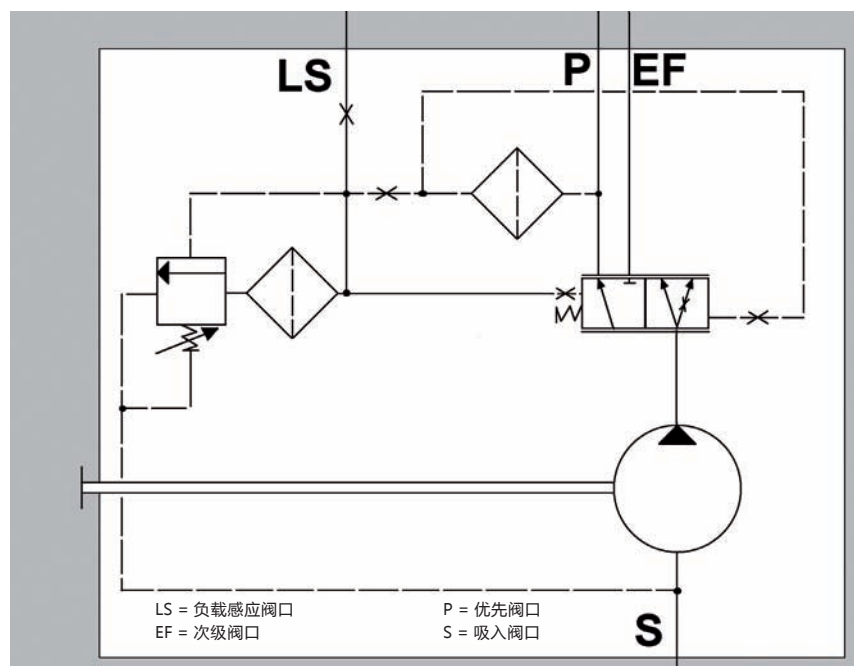 LS
P
EF
LS = 负载感应阀口
P = 优先阀口
EF = 次级阀口
S = 吸入阀口
S